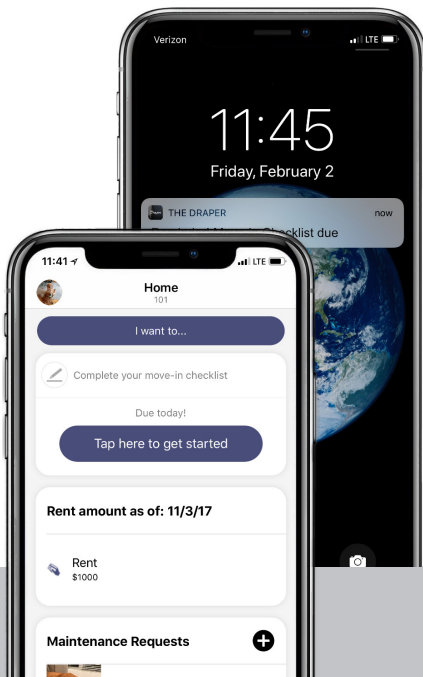 Verizon
LTE
11:45
Friday, February 2
THE DRAPER
now
Checklist due
11:41
LTE
Home
101
I want to...
Complete your move-in checklist
Due today!
Tap here to get started
Rent amount as of: 11/3/17
Rent
$1000
Maintenance Requests